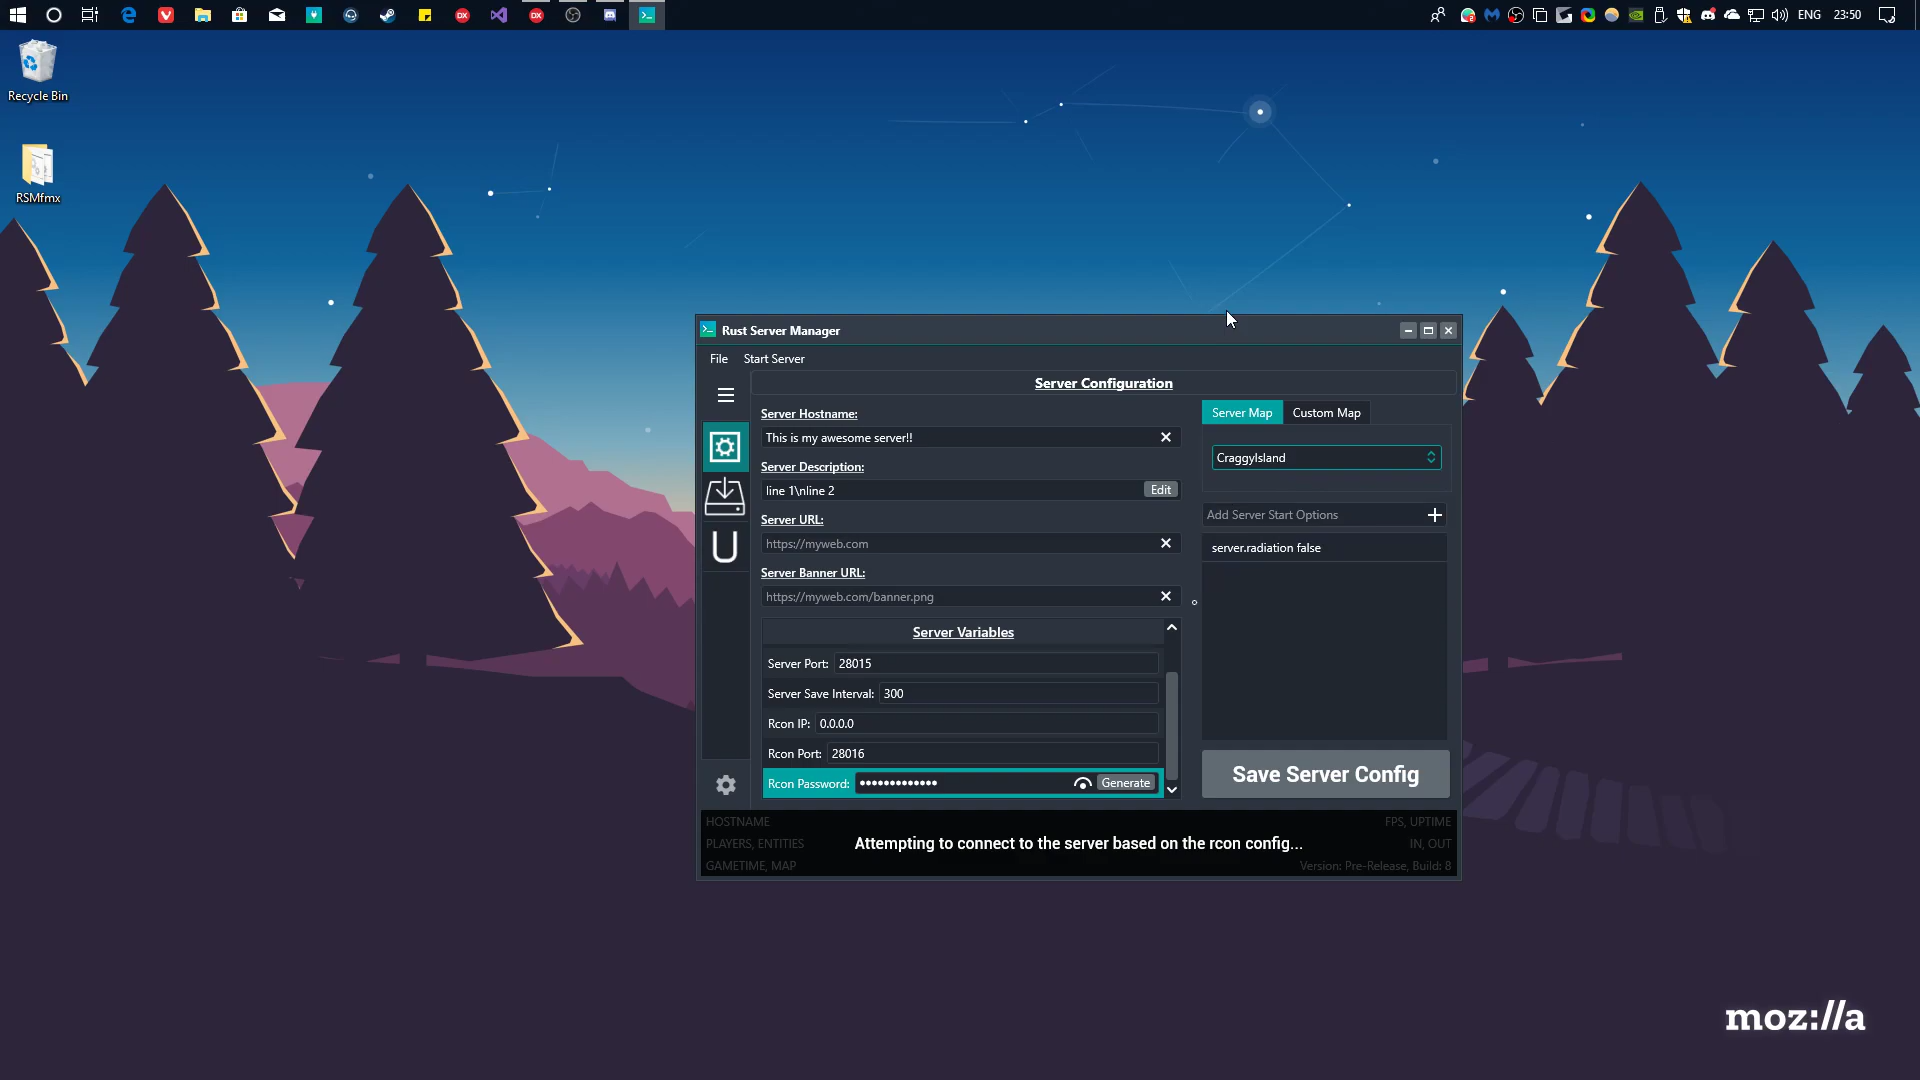 ENG 23:50
Recycle Bin
RSMfmx
Rust Server Manager
File Start Server
Server Configuration
Server Hostname:
This is my awesome server!!
Server Description:
line 1\nline 2
Edit
Server URL:
https://myweb.com
Server Banner URL:
https://myweb.com/banner.png
Server Variables
Server Port: 28015
Server Save Interval: 300
Rcon IP: 0.0.0.0
Rcon Port: 28016
Rcon Password: ••••••••••••• Generate
Server Map Custom Map
CraggyIsland
Add Server Start Options
server.radiation false
Save Server Config
HOSTNAME
PLAYERS, ENTITIES
GAMETIME, MAP
Attempting to connect to the server based on the rcon config...
FPS, UPTIME
IN, OUT
Version: Pre-Release, Build: 8
moz://a